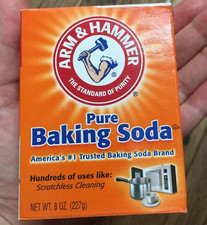 ARM & HAMMER
THE STANDARD OF PURITY
Pure
Baking Soda
America's #1 Trusted Baking Soda Brand
Hundreds of uses like:
Scratchless Cleaning
NET WT. 8 OZ. (227g)